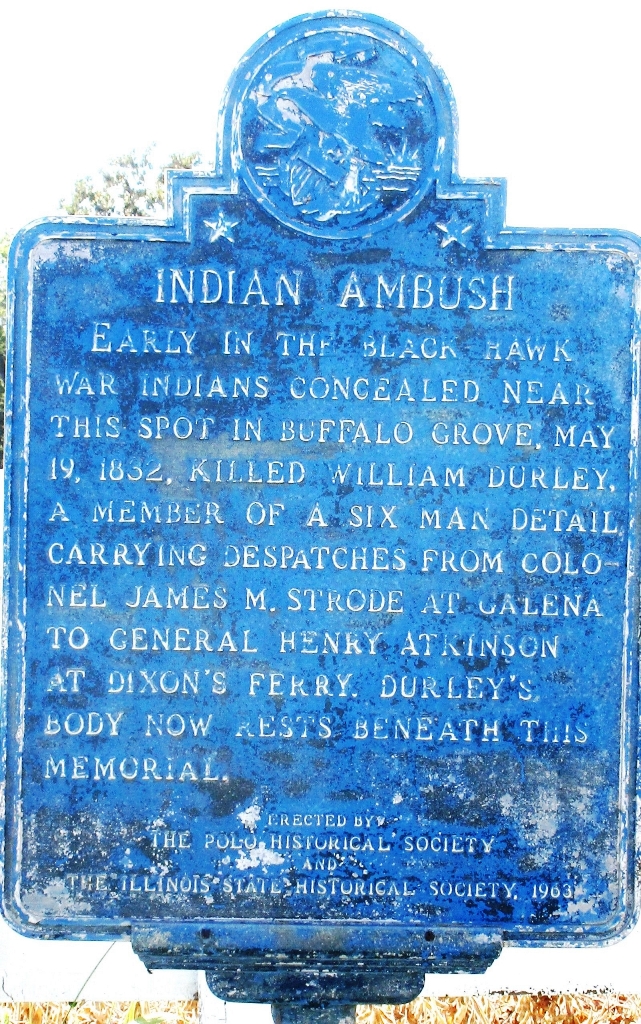 INDIAN AMBUSH
EARLY IN THE BLACK HAWK
WAR INDIANS CONCEALED NEAR
THIS SPOT IN BUFFALO GROVE, MAY
19, 1832, KILLED WILLIAM DURLEY,
A MEMBER OF A SIX MAN DETAIL
CARRYING DESPATCHES FROM COLO-
NEL JAMES M. STRODE AT GALENA
TO GENERAL HENRY ATKINSON
AT DIXON'S FERRY. DURLEY'S
BODY NOW RESTS BENEATH THIS
MEMORIAL.
ERECTED BY
THE POLO HISTORICAL SOCIETY
AND
THE ILLINOIS STATE HISTORICAL SOCIETY, 1963